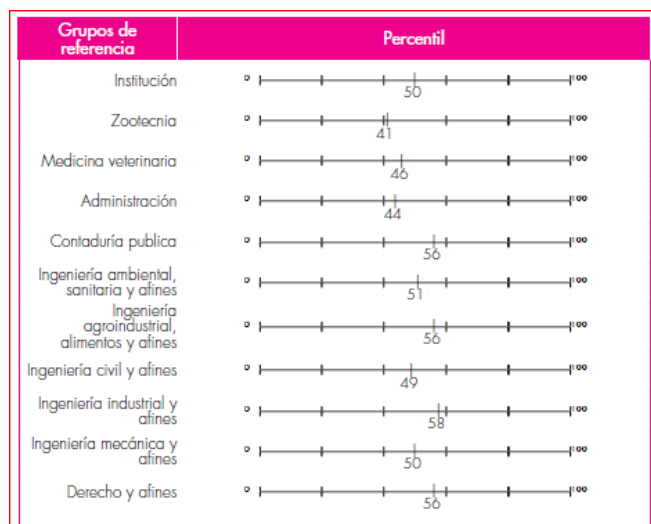 Grupos de
referencia
Percentil
Institución
0 100
50
Zootecnia
0 100
41
Medicina veterinaria
0 100
46
Administración
0 100
44
Contaduría publica
0 100
56
Ingeniería ambiental,
sanitaria y afines
0 100
51
Ingeniería
agroindustrial,
alimentos y afines
0 100
56
Ingeniería civil y afines
0 100
49
Ingeniería industrial y
afines
0 100
58
Ingeniería mecánica y
afines
0 100
50
Derecho y afines
0 100
56